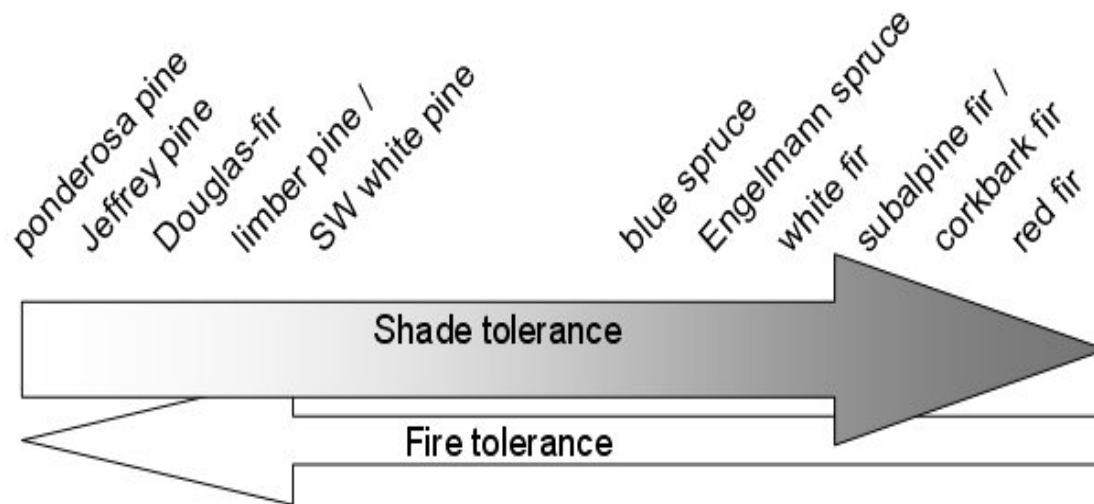 ponderosa pine
Jeffrey pine
Douglas-fir
limber pine /
SW white pine
blue spruce
Engelmann spruce
white fir
subalpine fir /
corkbark fir
red fir
Shade tolerance
Fire tolerance